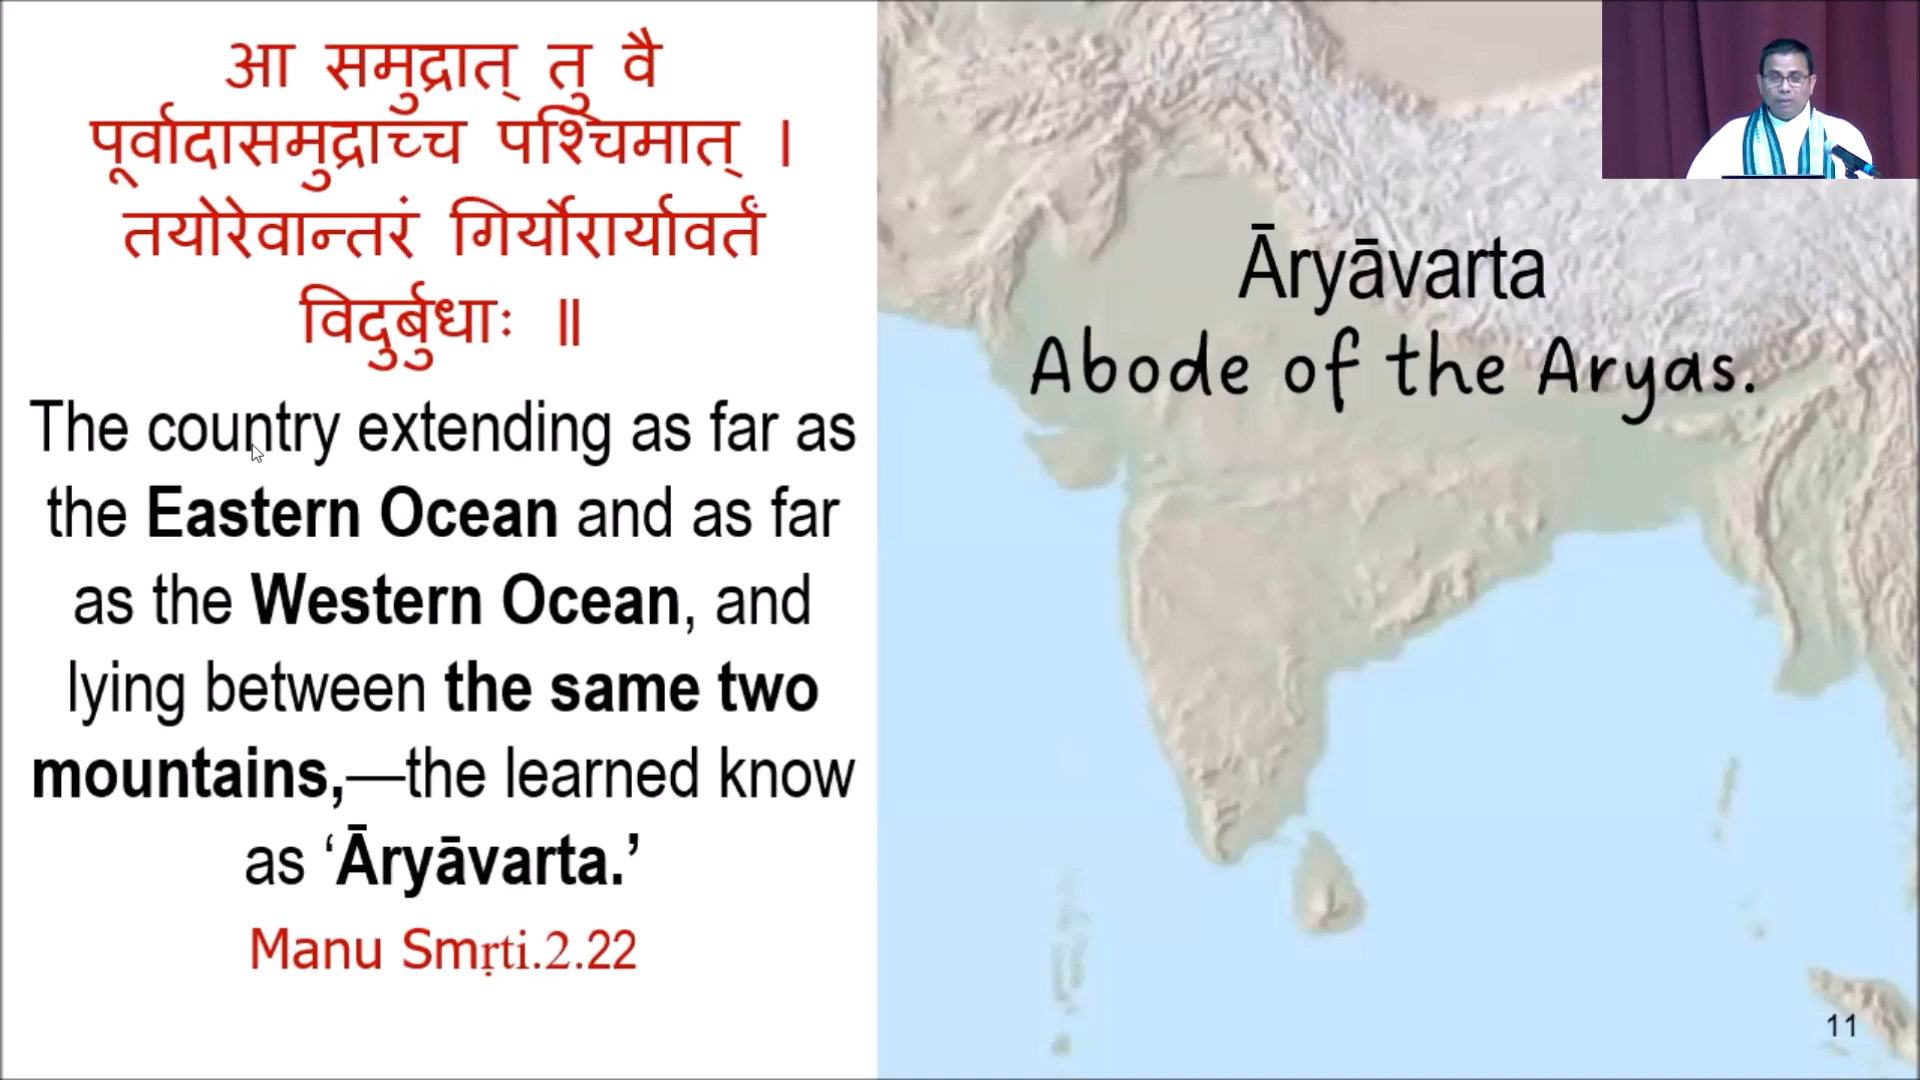 आ समुद्रात् तु वै
पूर्वादासमुद्राच्च पश्चिमात् ।
तयोरेवान्तरं गिर्योरार्यावर्तं
विदुर्बुधाः ॥
The country extending as far as
the Eastern Ocean and as far
as the Western Ocean, and
lying between the same two
mountains,—the learned know
as ‘Āryāvarta.’
Manu Smṛti.2.22
Āryāvarta
Abode of the Aryas.
11